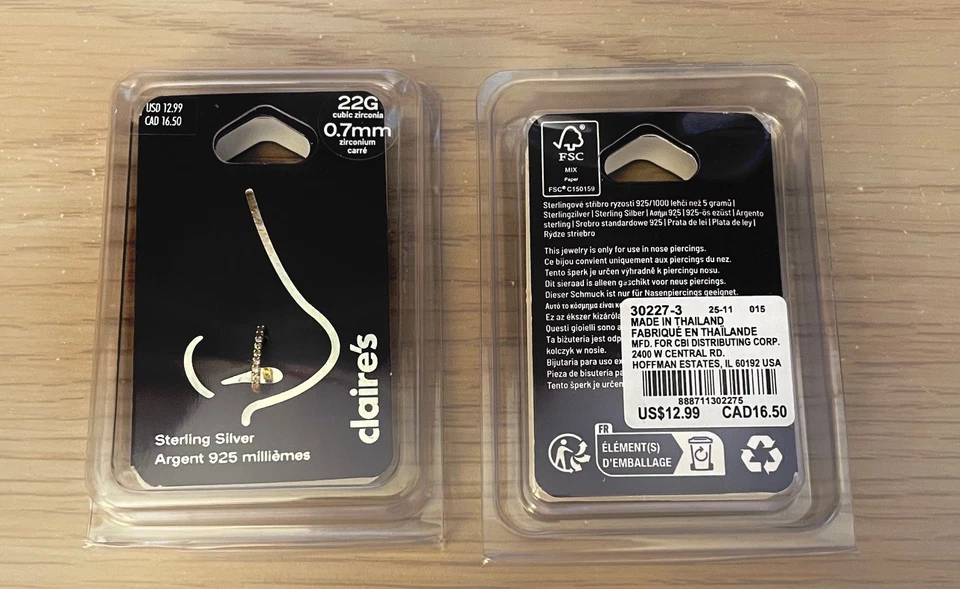 USD 12.99
CAD 16.50
22G
cubic zirconia
0.7mm
zirconium
carré
claire's
Sterling Silver
Argent 925 millièmes
FSC
MIX
Paper
FSC® C150159
Sterlingové stříbro ryzosti 925/1000 lehčí než 5 gramů |
Sterlingzilver | Sterling Silber | Ασήμι 925 | 925-ös ezüst | Argento
sterling | Srebro standardowe 925 | Prata de lei | Plata de ley |
Rýdze striebro
This jewelry is only for use in nose piercings.
Ce bijou convient uniquement aux piercings du nez.
Tento šperk je určen výhradně k piercingu nosu.
Dit sieraad is alleen geschikt voor neus piercings.
Dieser Schmuck ist nur für Nasenpiercings geeignet.
Αυτό το κόσμημα είναι
Ez az ékszer kizáról
Questi gioielli sono a
Ta biżuteria jest odp
kolczyk w nosie.
Bijutaria para uso ex
Pieza de bisutería pa
Tento šperk je určen
30227-3 25-11 015
MADE IN THAILAND
FABRIQUÉ EN THAÏLANDE
MFD. FOR CBI DISTRIBUTING CORP.
2400 W CENTRAL RD.
HOFFMAN ESTATES, IL 60192 USA
888711302275
US$12.99 CAD16.50
FR
ÉLÉMENT(S)
D'EMBALLAGE